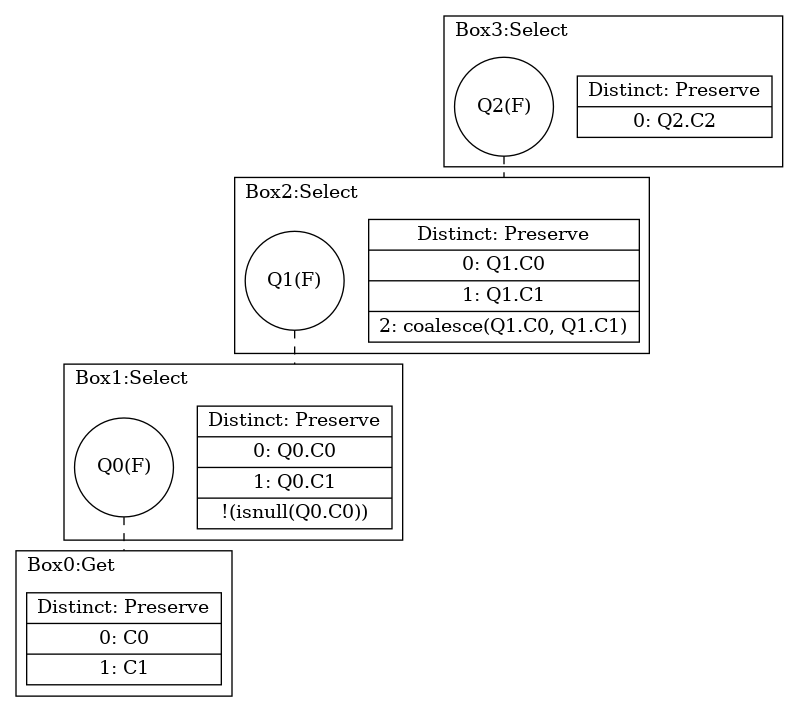 Box3:Select
Q2(F)
Distinct: Preserve
0: Q2.C2
Box2:Select
Q1(F)
Distinct: Preserve
0: Q1.C0
1: Q1.C1
2: coalesce(Q1.C0, Q1.C1)
Box1:Select
Q0(F)
Distinct: Preserve
0: Q0.C0
1: Q0.C1
!(isnull(Q0.C0))
Box0:Get
Distinct: Preserve
0: C0
1: C1